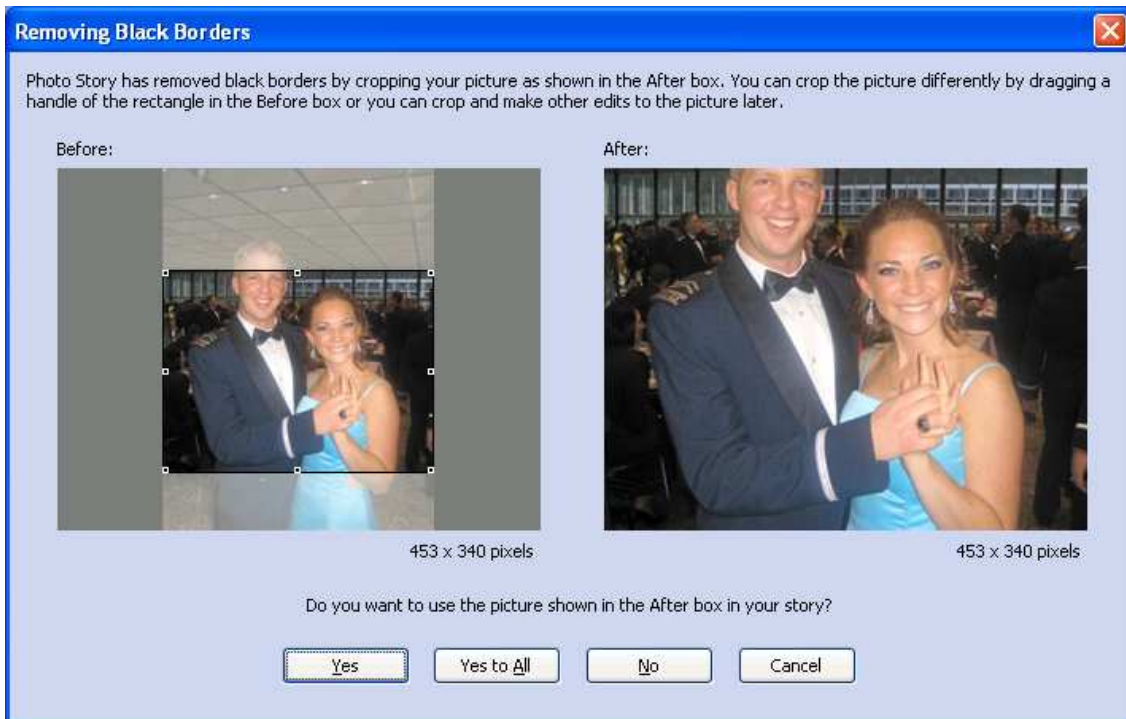 Removing Black Borders
Photo Story has removed black borders by cropping your picture as shown in the After box. You can crop the picture differently by dragging a
handle of the rectangle in the Before box or you can crop and make other edits to the picture later.
Before:
After:
453 x 340 pixels
453 x 340 pixels
Do you want to use the picture shown in the After box in your story?
Yes
Yes to All
No
Cancel